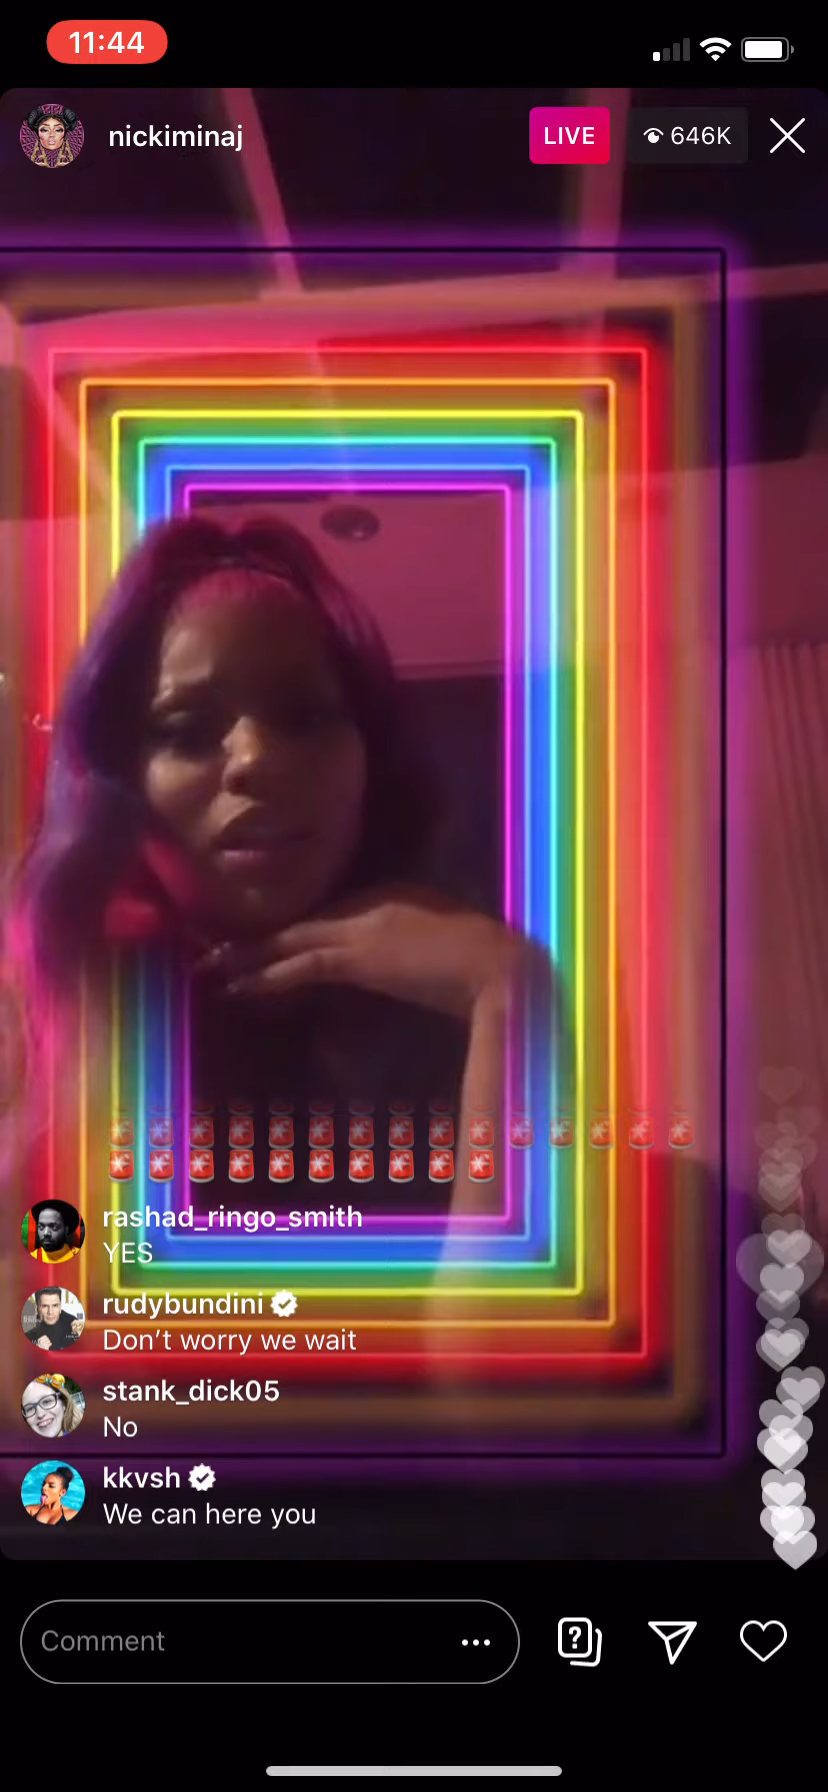 11:44
nickiminaj
LIVE
646K
rashad_ringo_smith
YES
rudybundini
Don't worry we wait
stank_dick05
No
kkvsh
We can here you
Comment